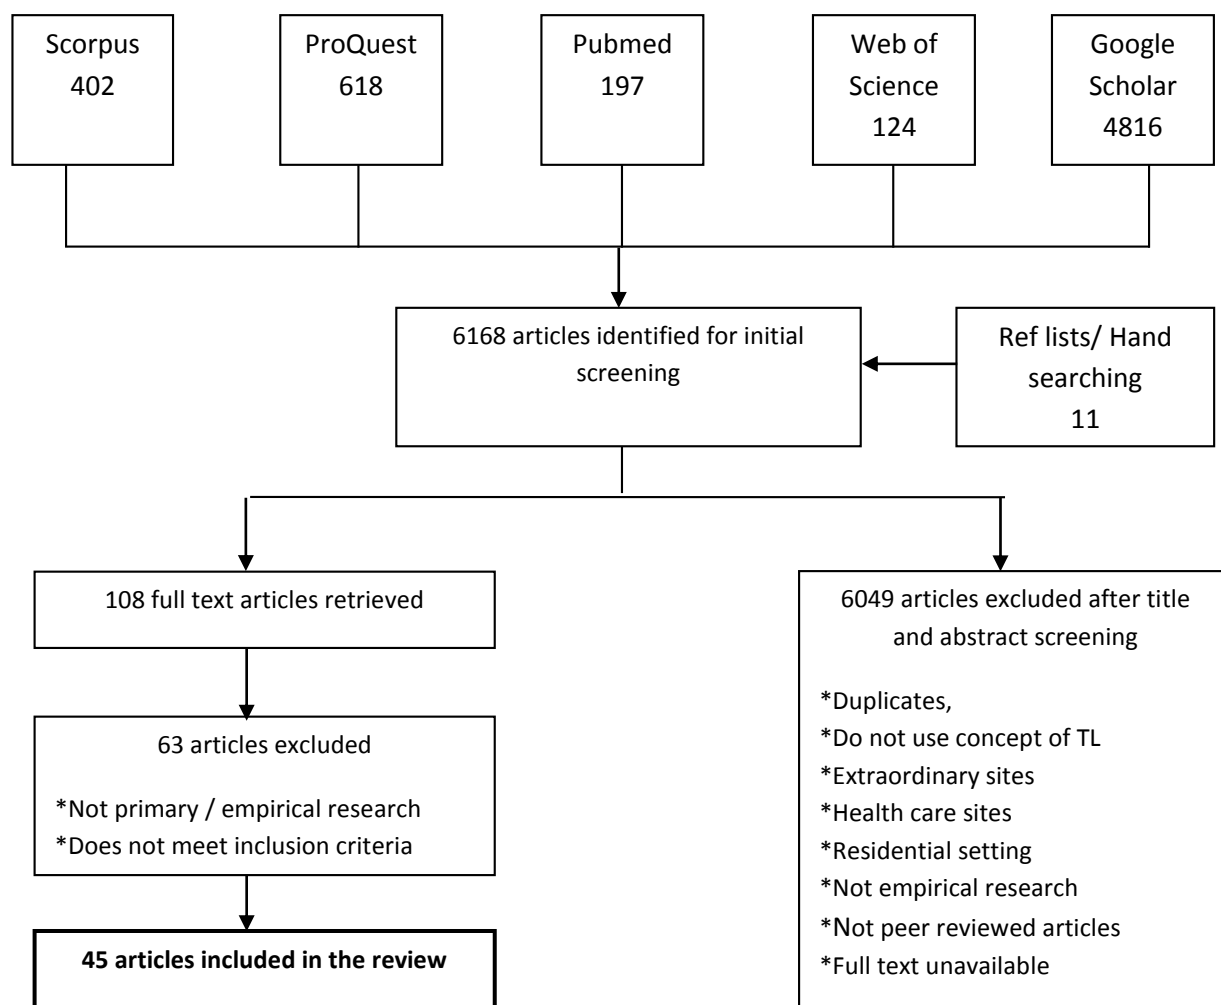 Scorpus
402
ProQuest
618
Pubmed
197
Web of
Science
124
Google
Scholar
4816
6168 articles identified for initial
screening
Ref lists/ Hand
searching
11
108 full text articles retrieved
6049 articles excluded after title
and abstract screening
*Duplicates,
*Do not use concept of TL
*Extraordinary sites
*Health care sites
*Residential setting
*Not empirical research
*Not peer reviewed articles
*Full text unavailable
63 articles excluded
*Not primary / empirical research
*Does not meet inclusion criteria
45 articles included in the review